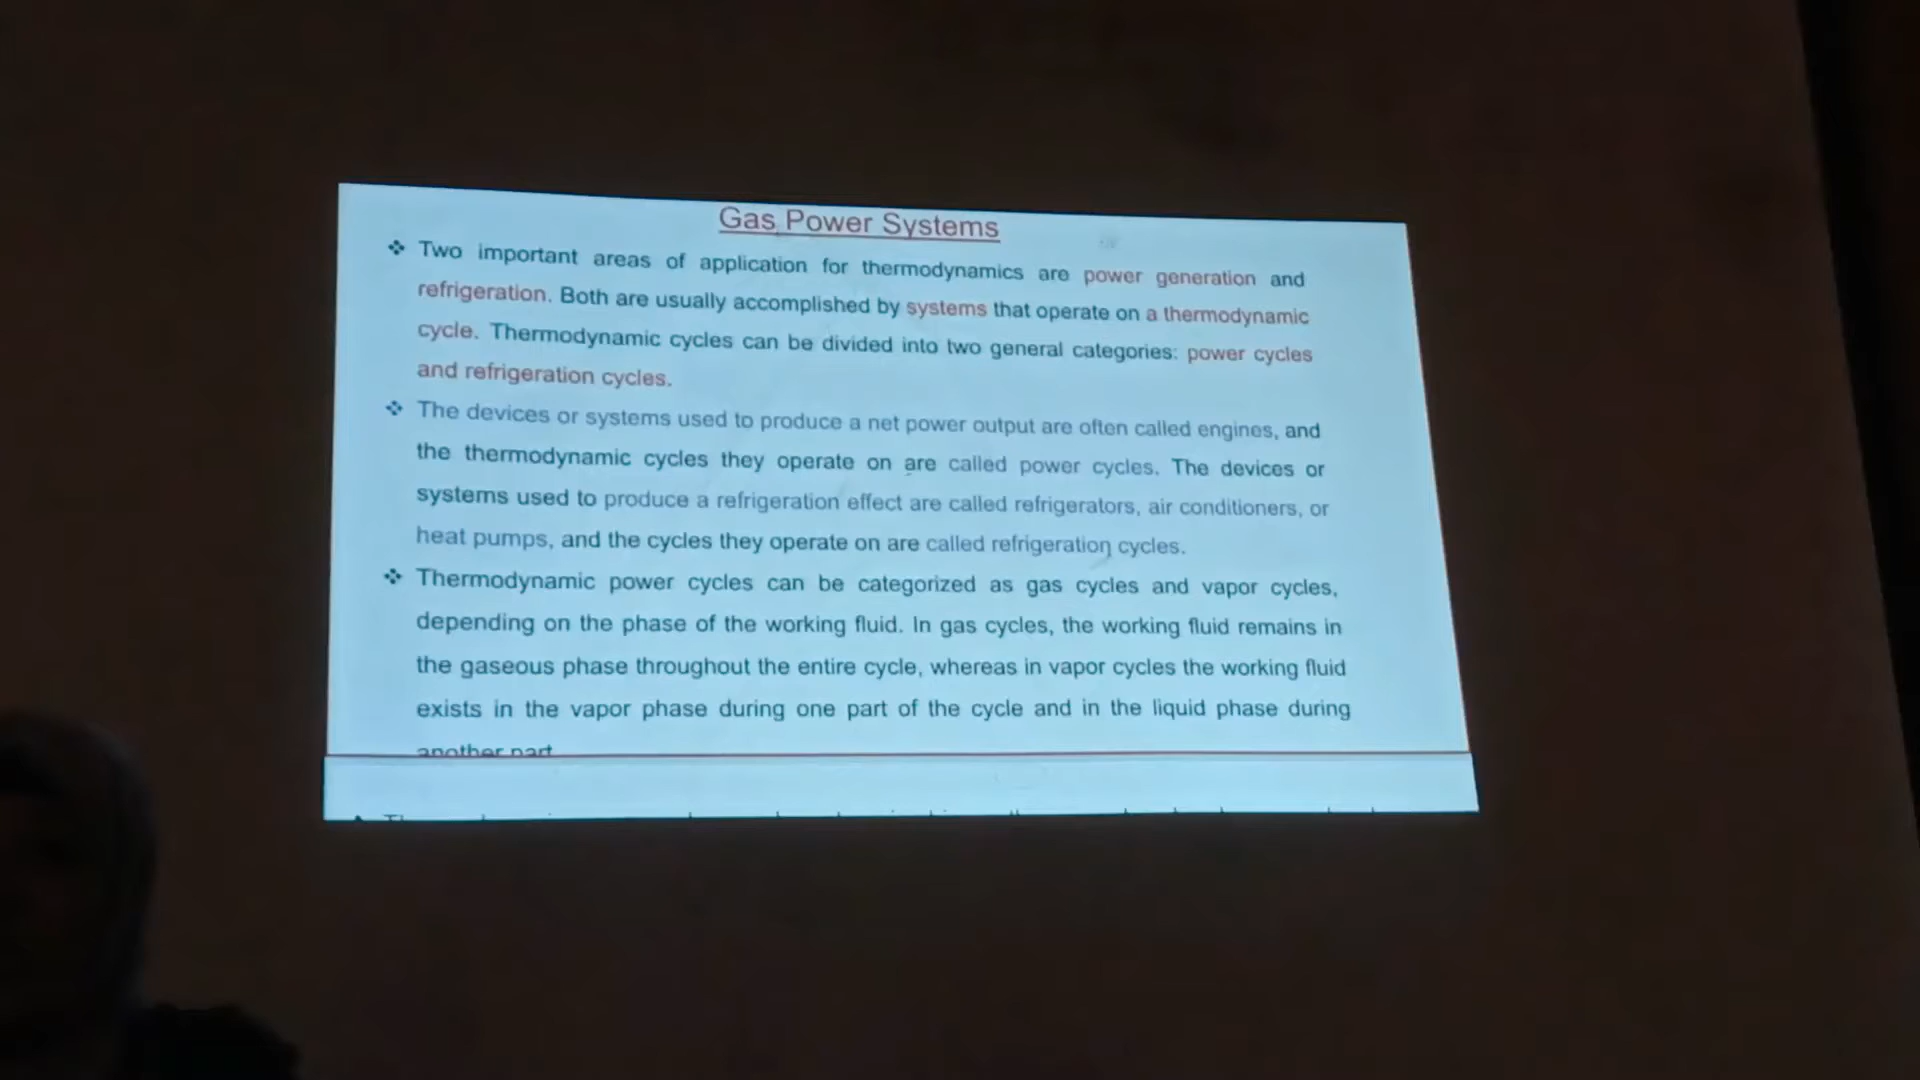 Gas Power Systems
❖ Two important areas of application for thermodynamics are power generation and
refrigeration. Both are usually accomplished by systems that operate on a thermodynamic
cycle. Thermodynamic cycles can be divided into two general categories: power cycles
and refrigeration cycles.
❖ The devices or systems used to produce a net power output are often called engines, and
the thermodynamic cycles they operate on are called power cycles. The devices or
systems used to produce a refrigeration effect are called refrigerators, air conditioners, or
heat pumps, and the cycles they operate on are called refrigeration cycles.
❖ Thermodynamic power cycles can be categorized as gas cycles and vapor cycles,
depending on the phase of the working fluid. In gas cycles, the working fluid remains in
the gaseous phase throughout the entire cycle, whereas in vapor cycles the working fluid
exists in the vapor phase during one part of the cycle and in the liquid phase during
another part